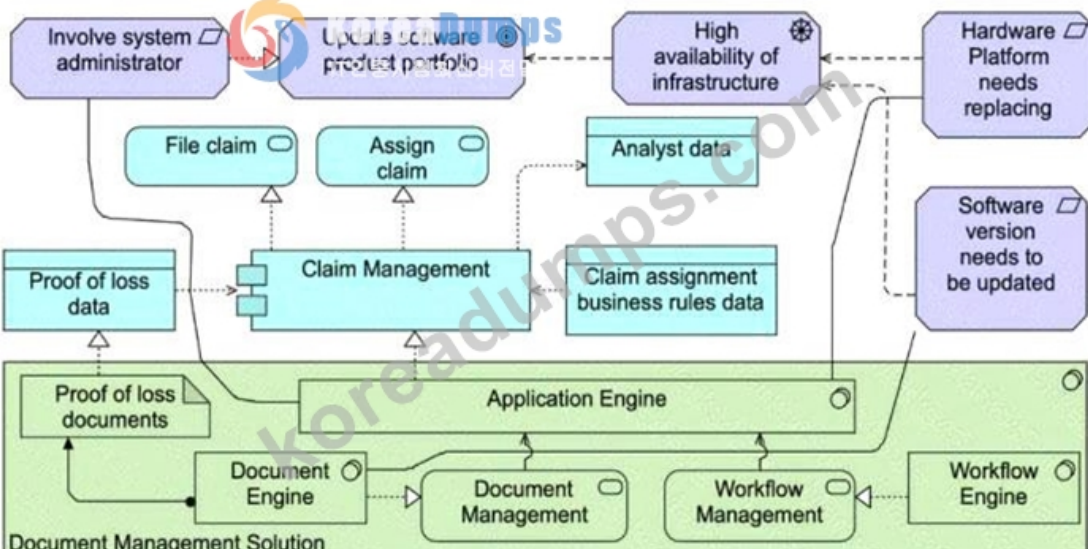 Involve system
administrator
Update software
product portfolio
High
availability of
infrastructure
Hardware
Platform
needs
replacing
KoreaDumps
File claim
Assign
claim
Analyst data
Software
version
needs to
be updated
Proof of loss
data
Claim Management
Claim assignment
business rules data
koreadumps.com
Proof of loss
documents
Application Engine
Document
Engine
Document
Management
Workflow
Management
Workflow
Engine
Document Management Solution